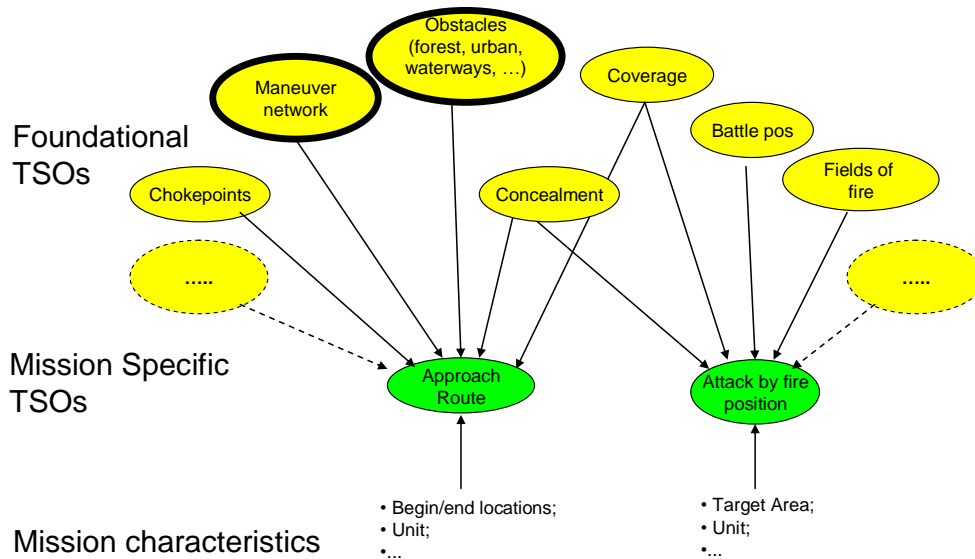 Obstacles
(forest, urban,
waterways, …)
Maneuver
network
Coverage
Battle pos
Foundational
TSOs
Fields of
fire
Chokepoints
Concealment
…..
…..
Mission Specific
TSOs
Approach
Route
Attack by fire
position
Mission characteristics
• Begin/end locations;
• Unit;
•...
• Target Area;
• Unit;
•...